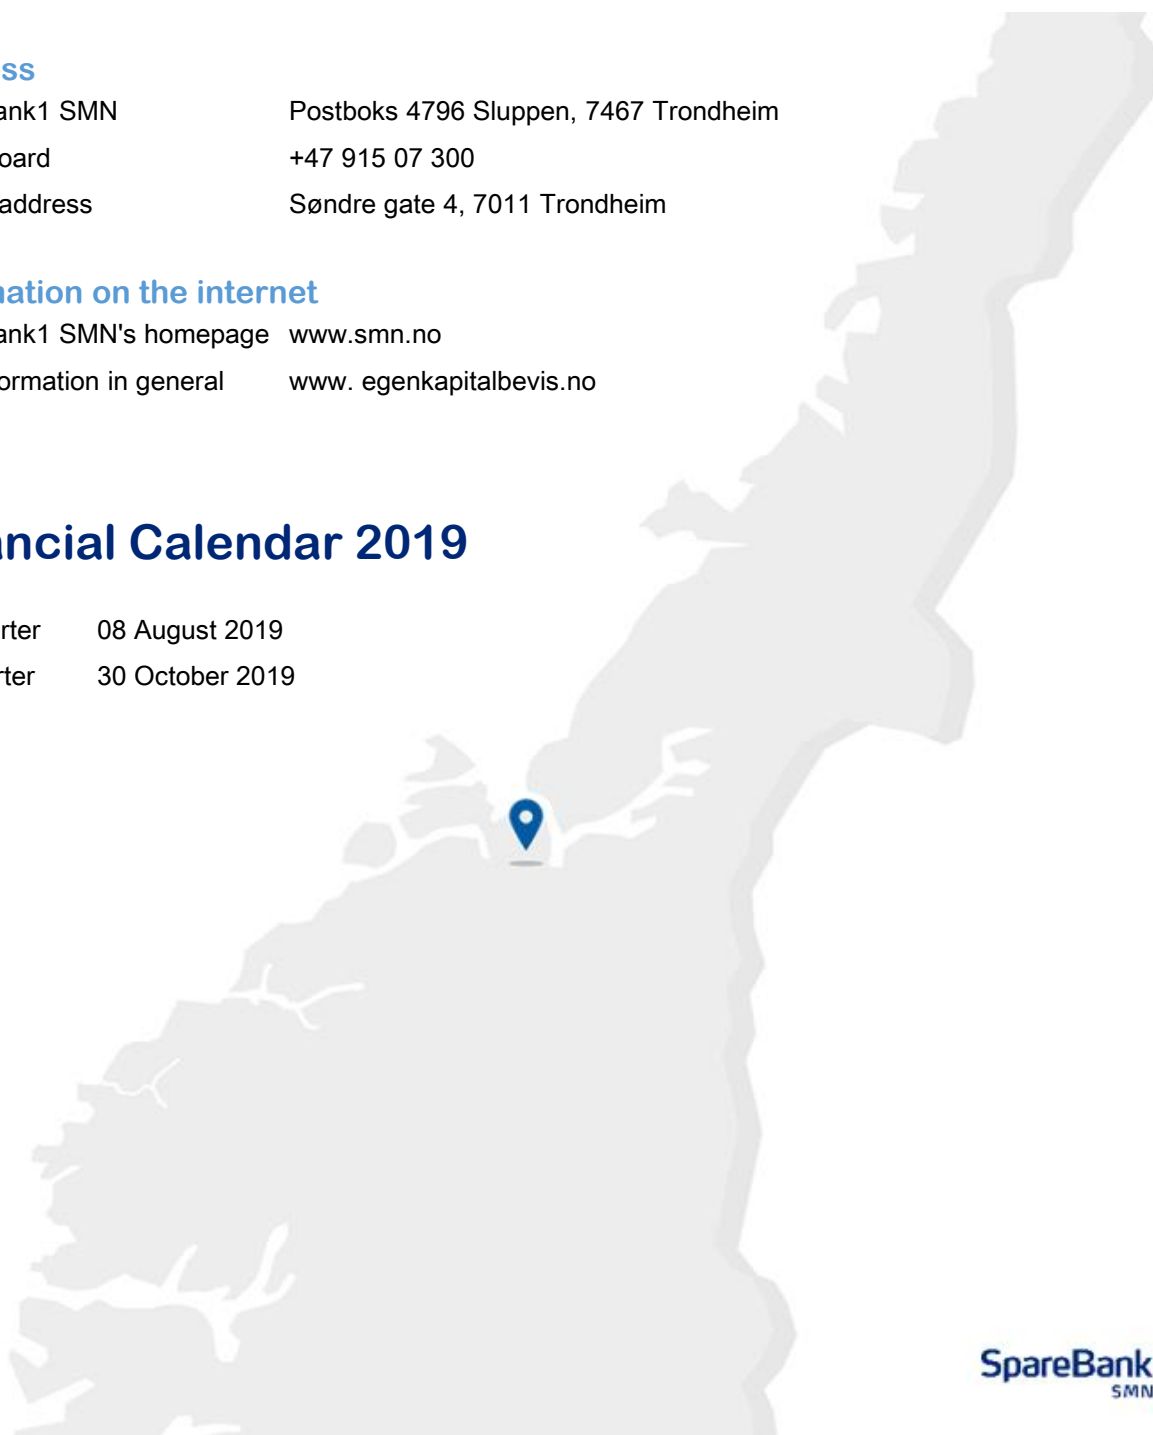 ss
ank1 SMN Postboks 4796 Sluppen, 7467 Trondheim
oard +47 915 07 300
address Søndre gate 4, 7011 Trondheim
nation on the internet
ank1 SMN's homepage www.smn.no
ormation in general www. egenkapitalbevis.no
ancial Calendar 2019
rter 08 August 2019
rter 30 October 2019
SpareBank
SMN